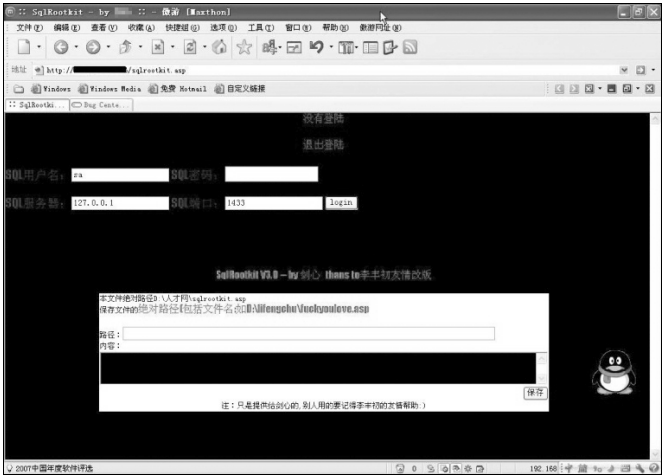 :: SqlRootkit - by :: - 傲游 [Maxthon]
文件(F) 编辑(E) 查看(V) 收藏(A) 快捷组(G) 选项(O) 工具(T) 窗口(W) 帮助(H) 傲游网址(W)
地址 http:// /sqlrootkit.asp
Windows Windows Media 免费 Hotmail 自定义链接
:: SqlRootki... Bug Cente...
没有登陆
退出登陆
SQL用户名: sa SQL密码:
SQL服务器: 127.0.0.1 SQL端口: 1433 login
SqlRootkit V3.0 – by 剑心 thans to李丰初友情改版
本文件绝对路径D:\人才网\sqlrootkit.asp
保存文件的绝对路径(包括文件名:如D:\lifengchu\fuckyoulove.asp
路径:
内容:
保存
注:只是提供给剑心的,别人用的要记得李丰初的友情帮助:)
2007中国年度软件评选 0 192.168